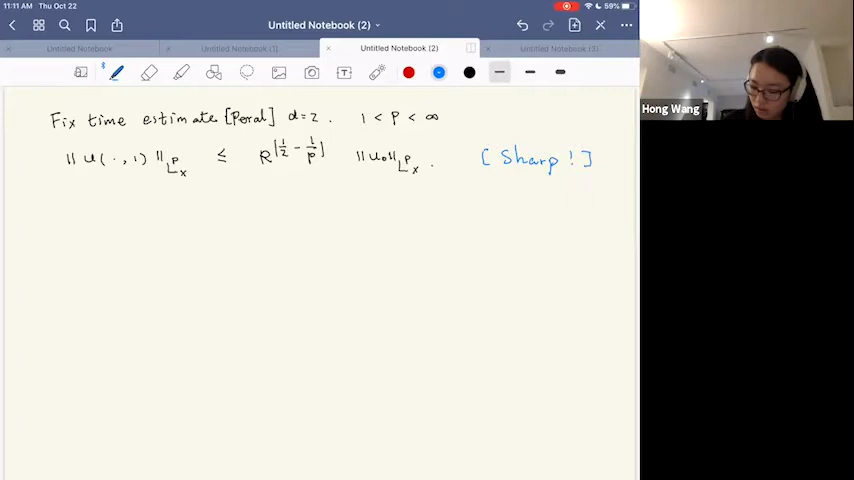 11:11 AM Thu Oct 22
59%
Untitled Notebook (2)
Untitled Notebook
Untitled Notebook (1)
Untitled Notebook (2)
Untitled Notebook (3)
Hong Wang
Fix time estimate [Peral] d=2. 1 < p < ∞
‖u(·,1)‖_{L^p_x} ≤ R^{|1/2 - 1/p|} ‖u₀‖_{L^p_x}. [Sharp!]